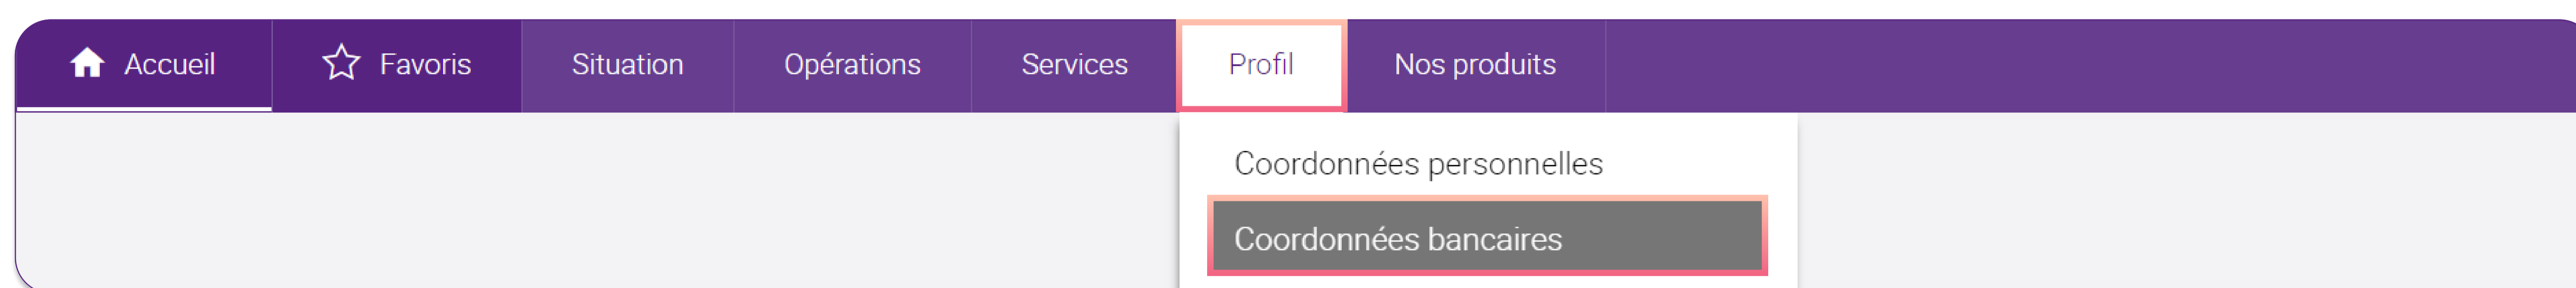 Accueil Favoris Situation Opérations Services Profil Nos produits
Coordonnées personnelles
Coordonnées bancaires